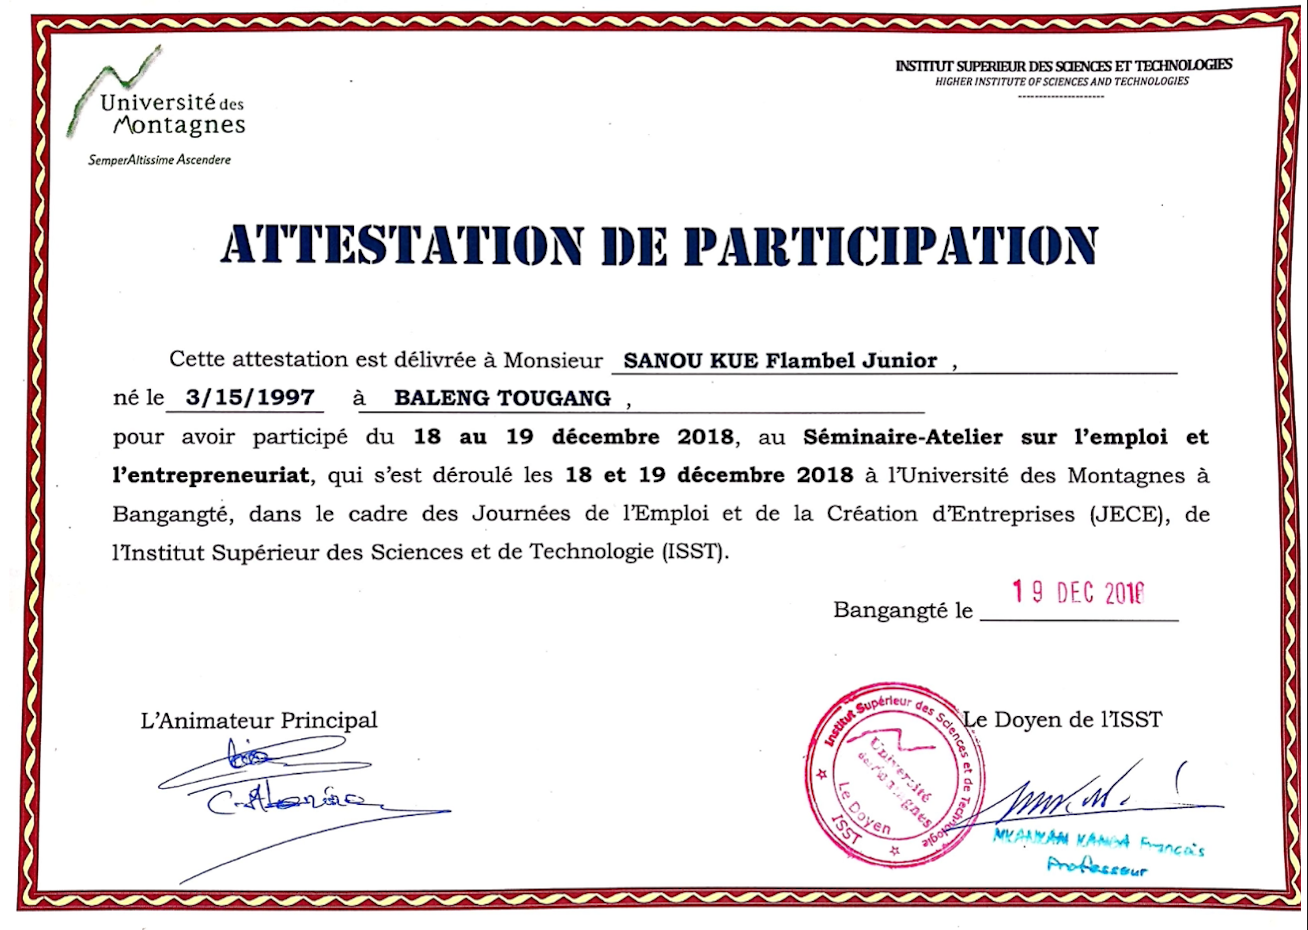 Université des
Montagnes
SemperAltissime Ascendere
INSTITUT SUPERIEUR DES SCIENCES ET TECHNOLOGIES
HIGHER INSTITUTE OF SCIENCES AND TECHNOLOGIES
---------------------
ATTESTATION DE PARTICIPATION
Cette attestation est délivrée à Monsieur SANOU KUE Flambel Junior ,
né le 3/15/1997 à BALENG TOUGANG ,
pour avoir participé du 18 au 19 décembre 2018, au Séminaire-Atelier sur l'emploi et
l'entrepreneuriat, qui s'est déroulé les 18 et 19 décembre 2018 à l'Université des Montagnes à
Bangangté, dans le cadre des Journées de l'Emploi et de la Création d'Entreprises (JECE), de
l'Institut Supérieur des Sciences et de Technologie (ISST).
Bangangté le 19 DEC 2018
L'Animateur Principal
Le Doyen de l'ISST
Institut Supérieur des Sciences et de Technologie
Université
des Montagnes
Le Doyen
ISST
NKANKAM KAMGA François
Professeur